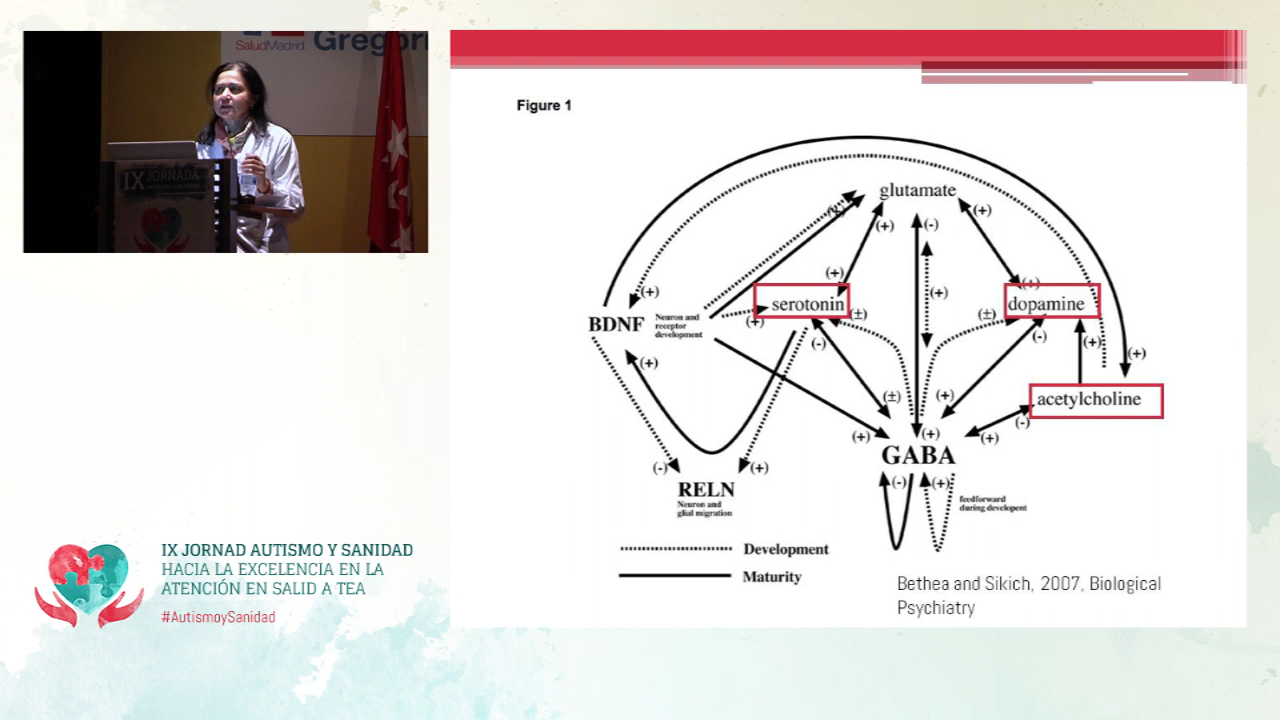 SaludMadrid
Gregori
IX JORNADA
Figure 1
glutamate
(+)
(+)
(-)
(+)
(+)
(+)
(+)
serotonin
dopamine
BDNF
Neuron and
receptor
development
(+)
(±)
(±)
(-)
(-)
(+)
(+)
(+)
acetylcholine
(±)
(+)
(-)
(+)
(+)
(+)
GABA
(-)
(+)
RELN
Neuron and
glial migration
(-)
(+)
feedforward
during developent
Development
Maturity
Bethea and Sikich, 2007, Biological
Psychiatry
IX JORNAD AUTISMO Y SANIDAD
HACIA LA EXCELENCIA EN LA
ATENCIÓN EN SALID A TEA
#AutismoySanidad